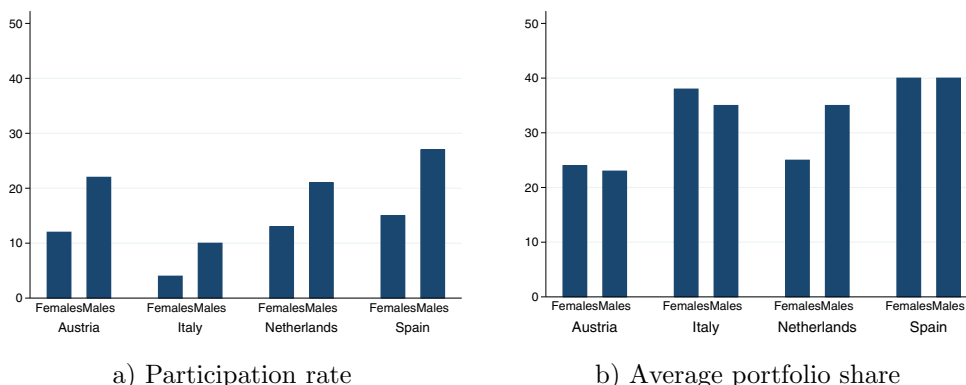 50
40
30
20
10
0
FemalesMales FemalesMales FemalesMales FemalesMales
Austria Italy Netherlands Spain
a) Participation rate
50
40
30
20
10
0
FemalesMales FemalesMales FemalesMales FemalesMales
Austria Italy Netherlands Spain
b) Average portfolio share